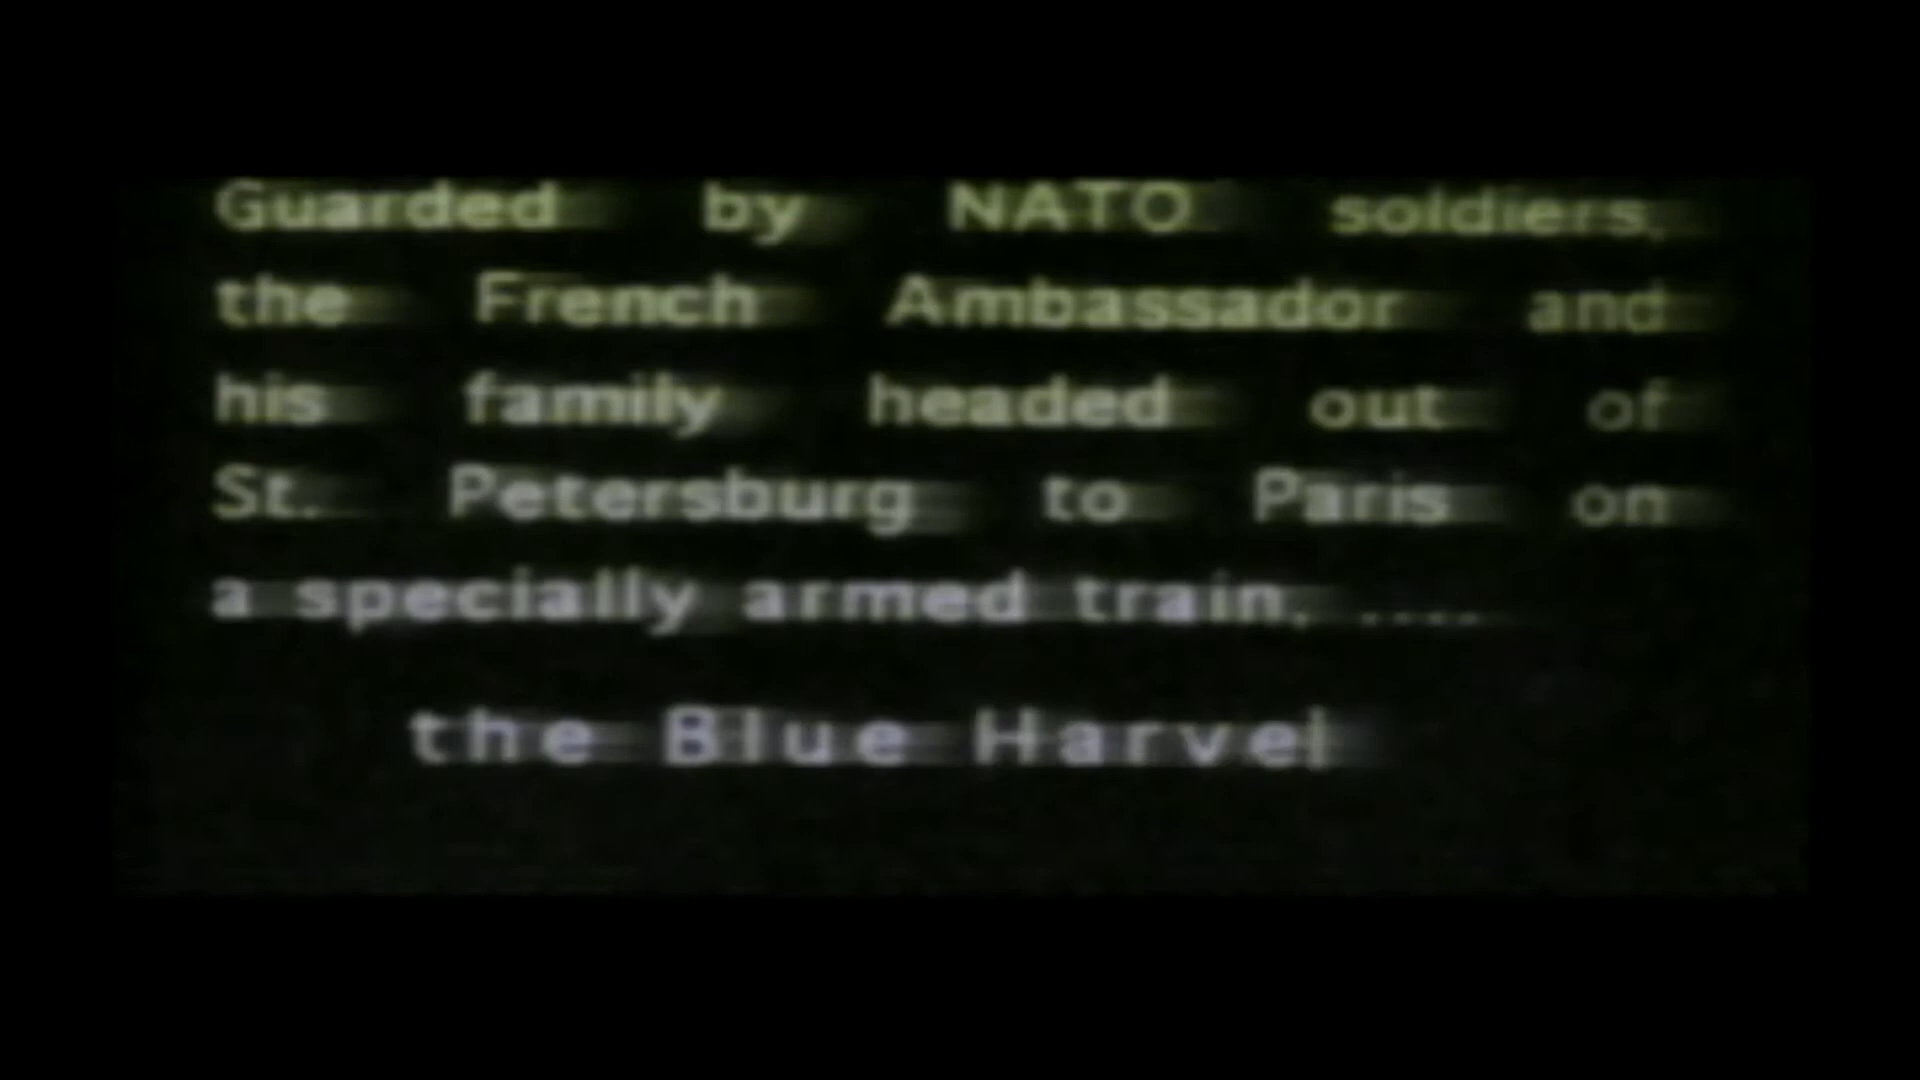 Guarded by NATO soldiers,
the French Ambassador and
his family headed out of
St. Petersburg to Paris on
a specially armed train. ....
the Blue Harve